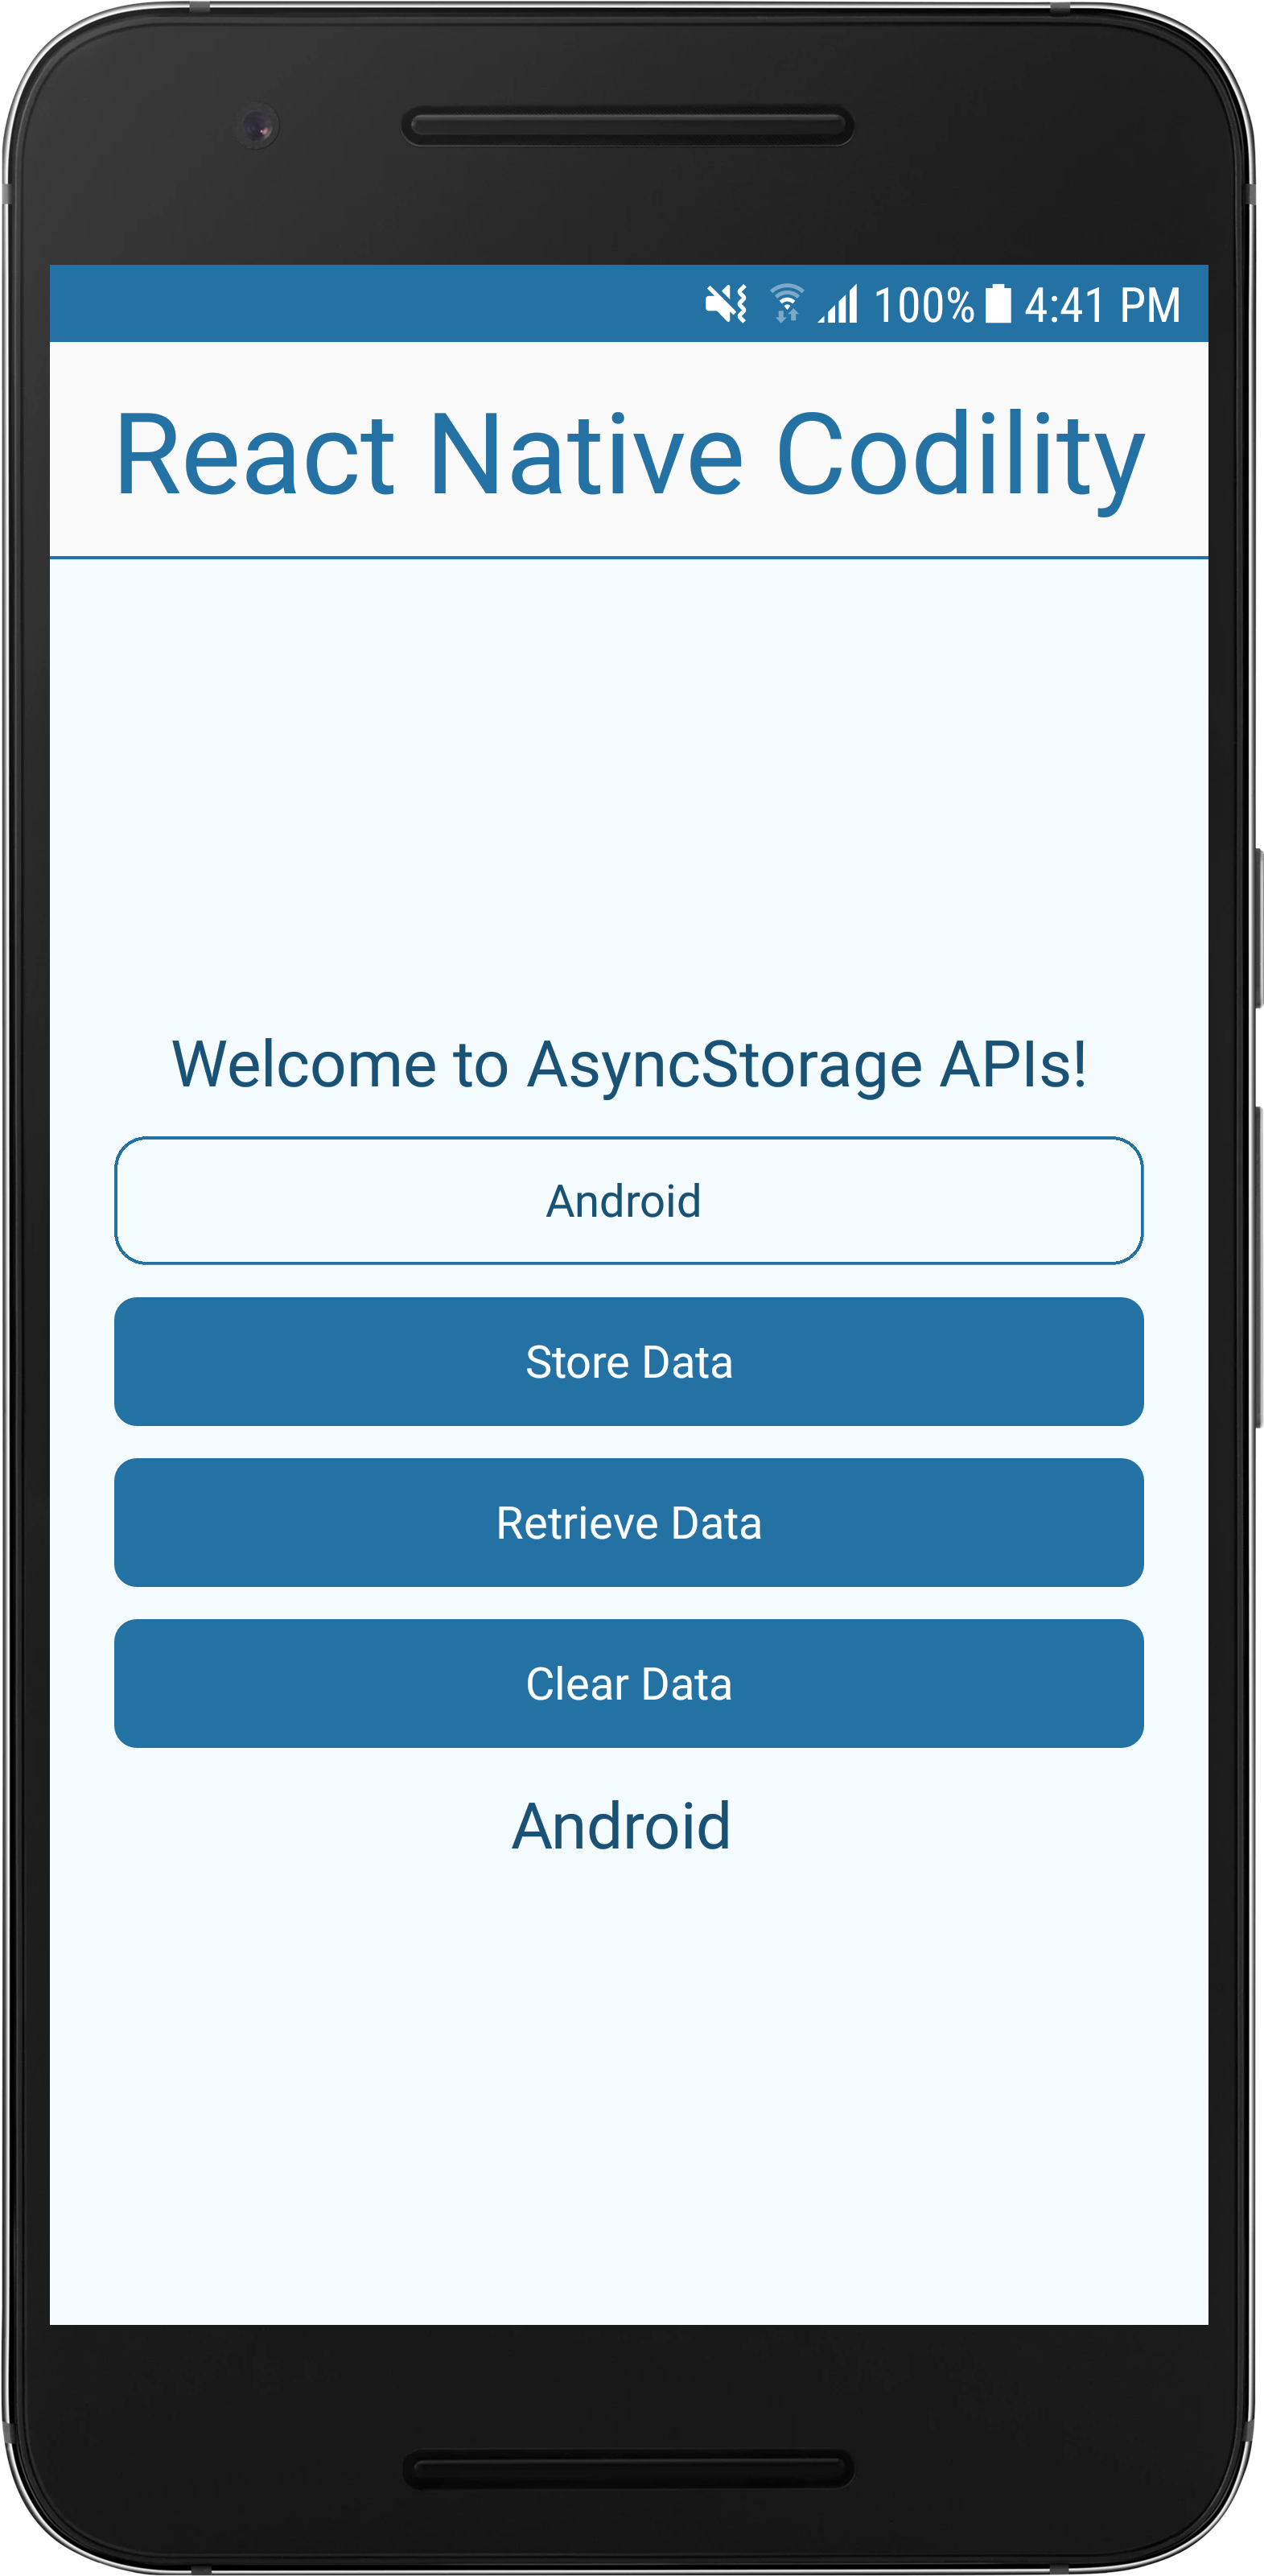 100% 4:41 PM
React Native Codility
Welcome to AsyncStorage APIs!
Android
Store Data
Retrieve Data
Clear Data
Android